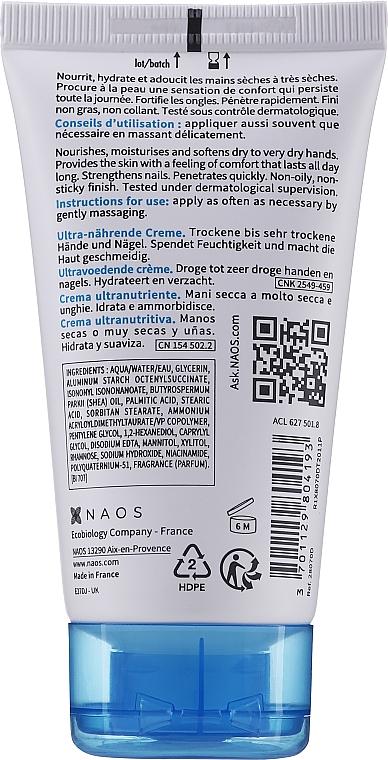 lot/batch
Nourrit, hydrate et adoucit les mains sèches à très sèches.
Procure à la peau une sensation de confort qui persiste
toute la journée. Fortifie les ongles. Pénètre rapidement. Fini
non gras, non collant. Testé sous contrôle dermatologique.
Conseils d'utilisation : appliquer aussi souvent que
nécessaire en massant délicatement.
Nourishes, moisturises and softens dry to very dry hands.
Provides the skin with a feeling of comfort that lasts all day
long. Strengthens nails. Penetrates quickly. Non-oily, non-
sticky finish. Tested under dermatological supervision.
Instructions for use: apply as often as necessary by
gently massaging.
Ultra-nährende Creme. Trockene bis sehr trockene
Hände und Nägel. Spendet Feuchtigkeit und macht die
Haut geschmeidig.
Ultravoedende crème. Droge tot zeer droge handen en
nagels. Hydrateert en verzacht. CNK 2549-459
Crema ultranutriente. Mani secca a molto secca e
unghie. Idrata e ammorbidisce.
Crema ultranutritiva. Manos
secas o muy secas y uñas.
Hidrata y suaviza. CN 154 502.2
INGREDIENTS : AQUA/WATER/EAU, GLYCERIN,
ALUMINUM STARCH OCTENYLSUCCINATE,
ISONONYL ISONONANOATE, BUTYROSPERMUM
PARKII (SHEA) OIL, PALMITIC ACID, STEARIC
ACID, SORBITAN STEARATE, AMMONIUM
ACRYLOYLDIMETHYLTAURATE/VP COPOLYMER,
PENTYLENE GLYCOL, 1,2-HEXANEDIOL, CAPRYLYL
GLYCOL, DISODIUM EDTA, MANNITOL, XYLITOL,
RHAMNOSE, SODIUM HYDROXIDE, NIACINAMIDE,
POLYQUATERNIUM-51, FRAGRANCE (PARFUM).
[BI 707]
Ask.NAOS.com
ACL 627 501.8
NAOS
Ecobiology Company - France
NAOS 13290 Aix-en-Provence
www.naos.com
Made in France
E370J - UK
6 M
2
HDPE
3 701129 804193
R1X8070DT2011P
Ref. 28070D